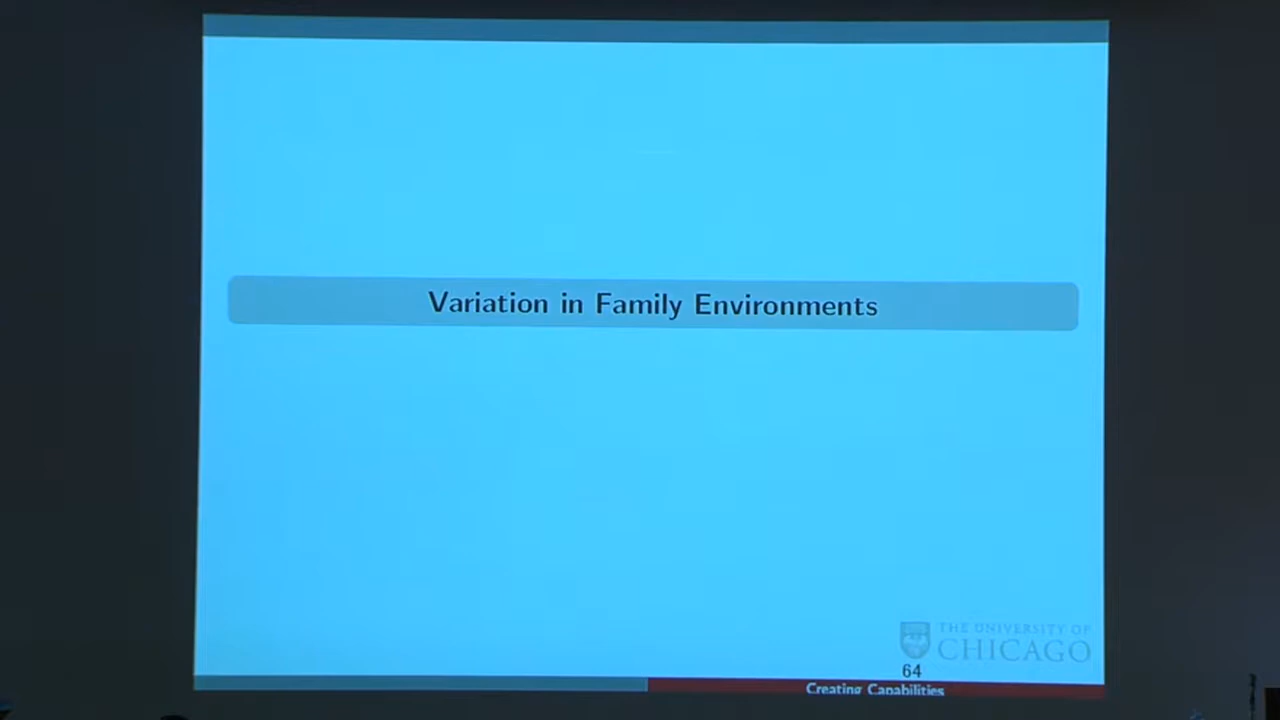 Variation in Family Environments
THE UNIVERSITY OF
CHICAGO
64
Creating Capabilities